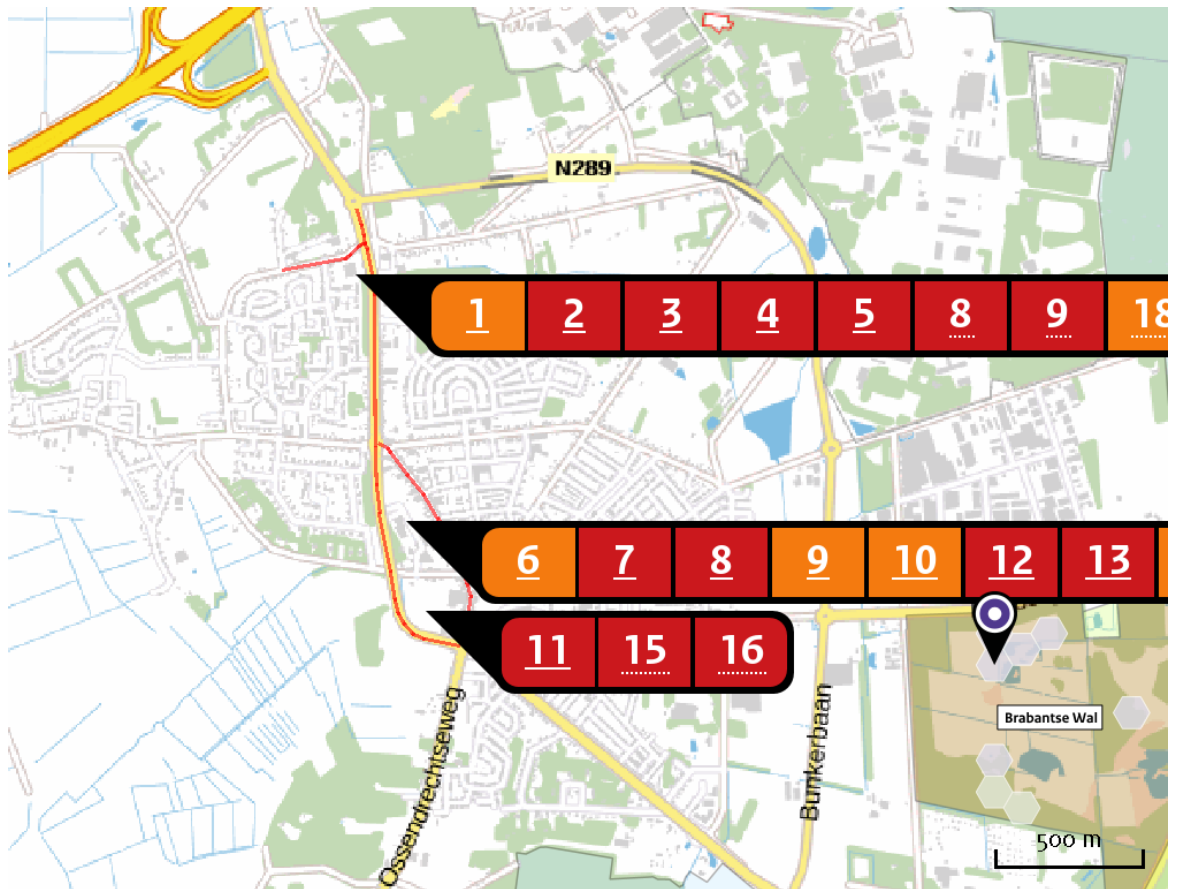 N289
1 2 3 4 5 8 9 18
6 7 8 9 10 12 13
11 15 16
Brabantse Wal
Ossendrechtseweg
Bunkerbaan
500 m